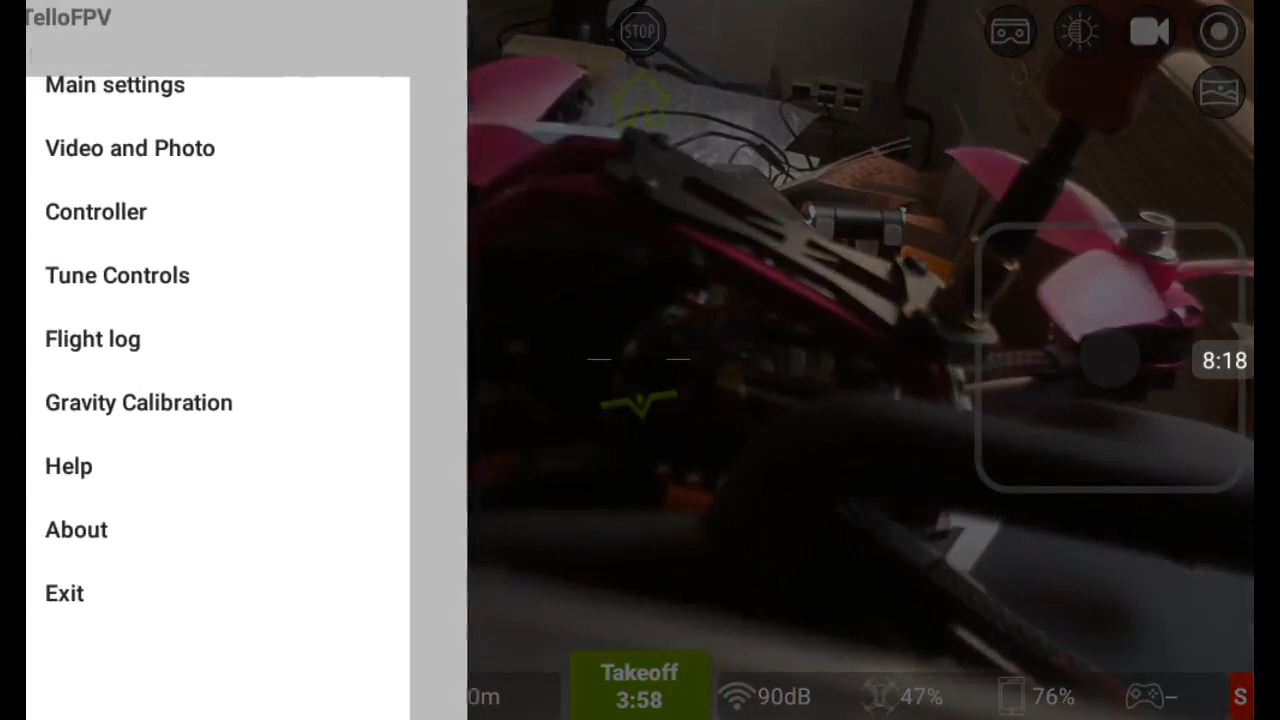 TelloFPV
Main settings
Video and Photo
Controller
Tune Controls
Flight log
Gravity Calibration
Help
About
Exit
STOP
8:18
0m
Takeoff
3:58
90dB
47%
76%
–
S